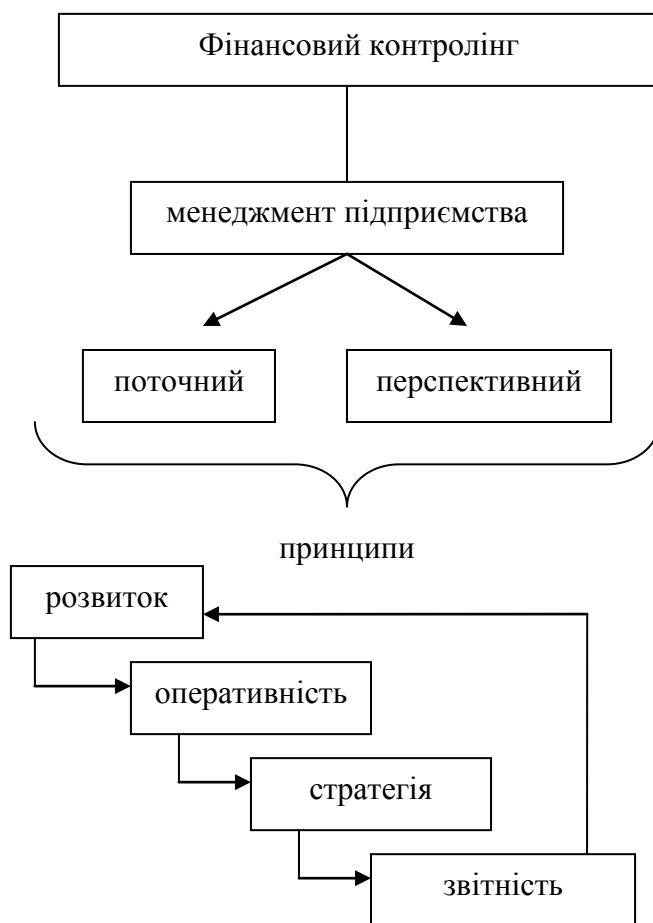 Фінансовий контролінг
менеджмент підприємства
поточний
перспективний
принципи
розвиток
оперативність
стратегія
звітність